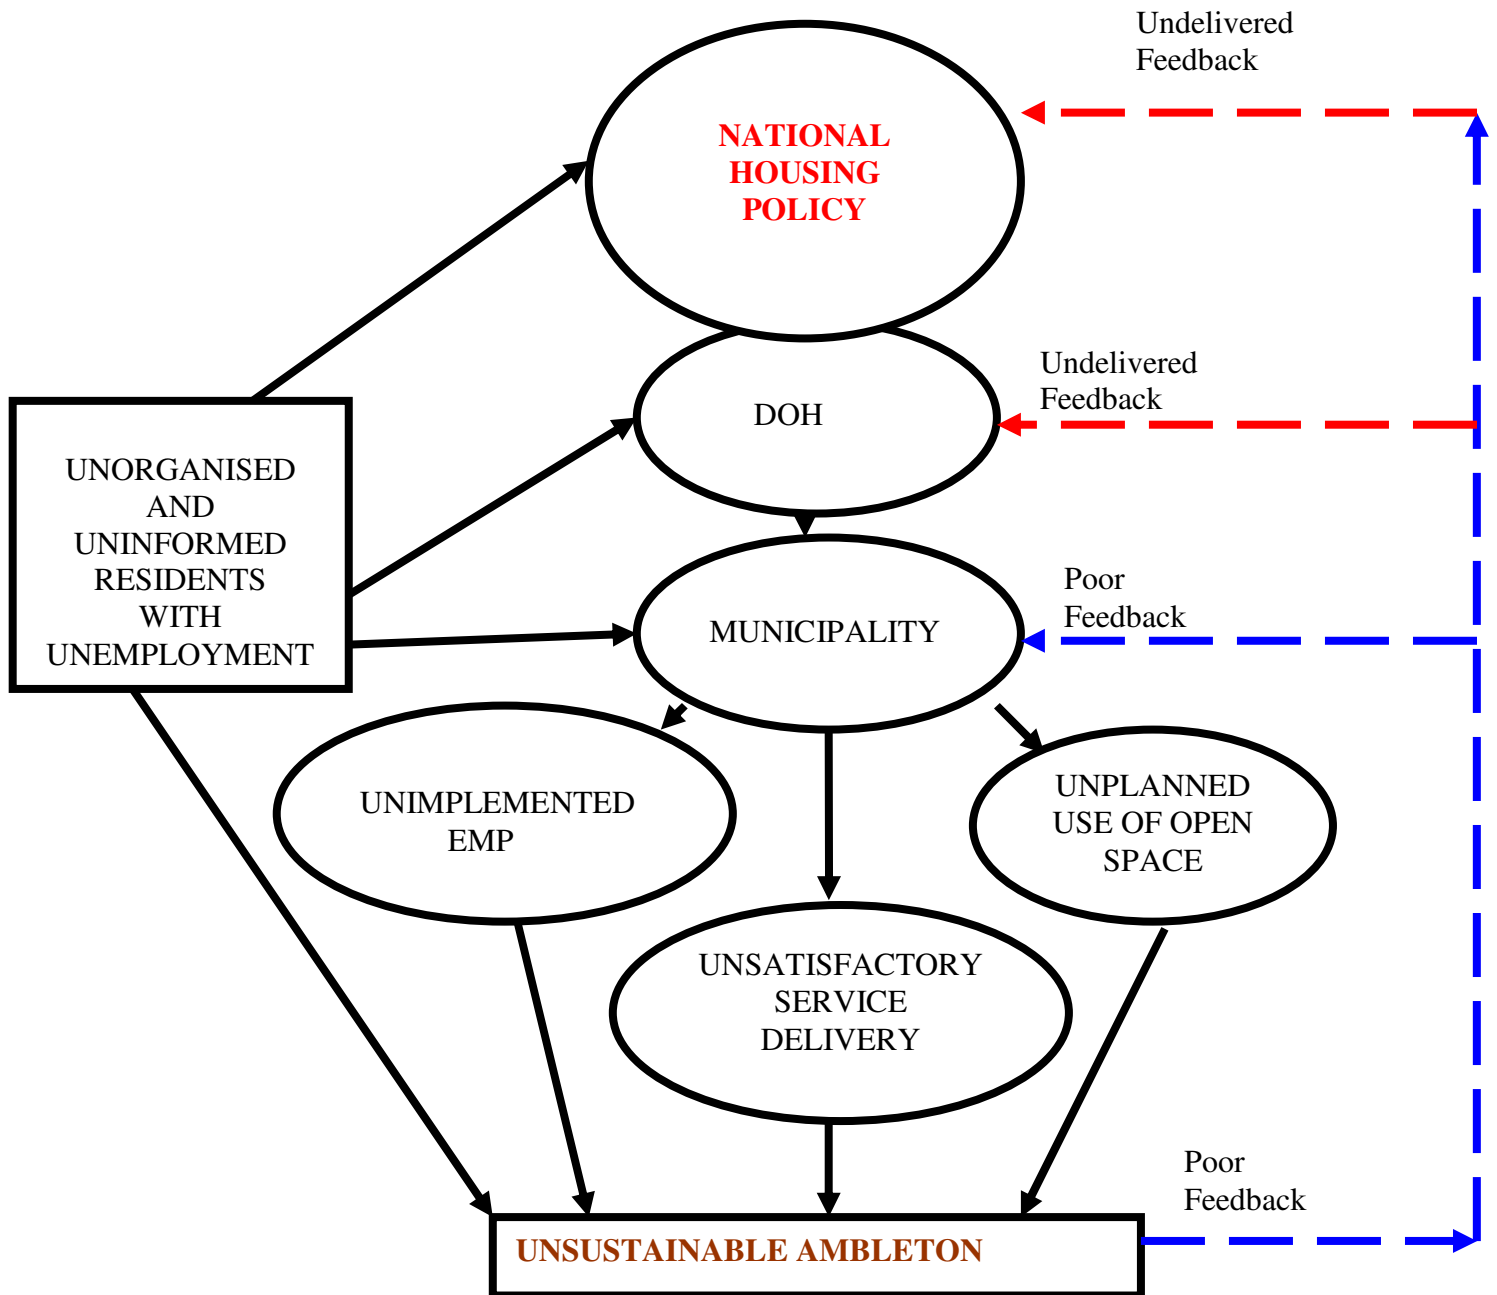 Undelivered
Feedback
NATIONAL
HOUSING
POLICY
Undelivered
Feedback
DOH
UNORGANISED
AND
UNINFORMED
RESIDENTS
WITH
UNEMPLOYMENT
Poor
Feedback
MUNICIPALITY
UNIMPLEMENTED
EMP
UNPLANNED
USE OF OPEN
SPACE
UNSATISFACTORY
SERVICE
DELIVERY
Poor
Feedback
UNSUSTAINABLE AMBLETON